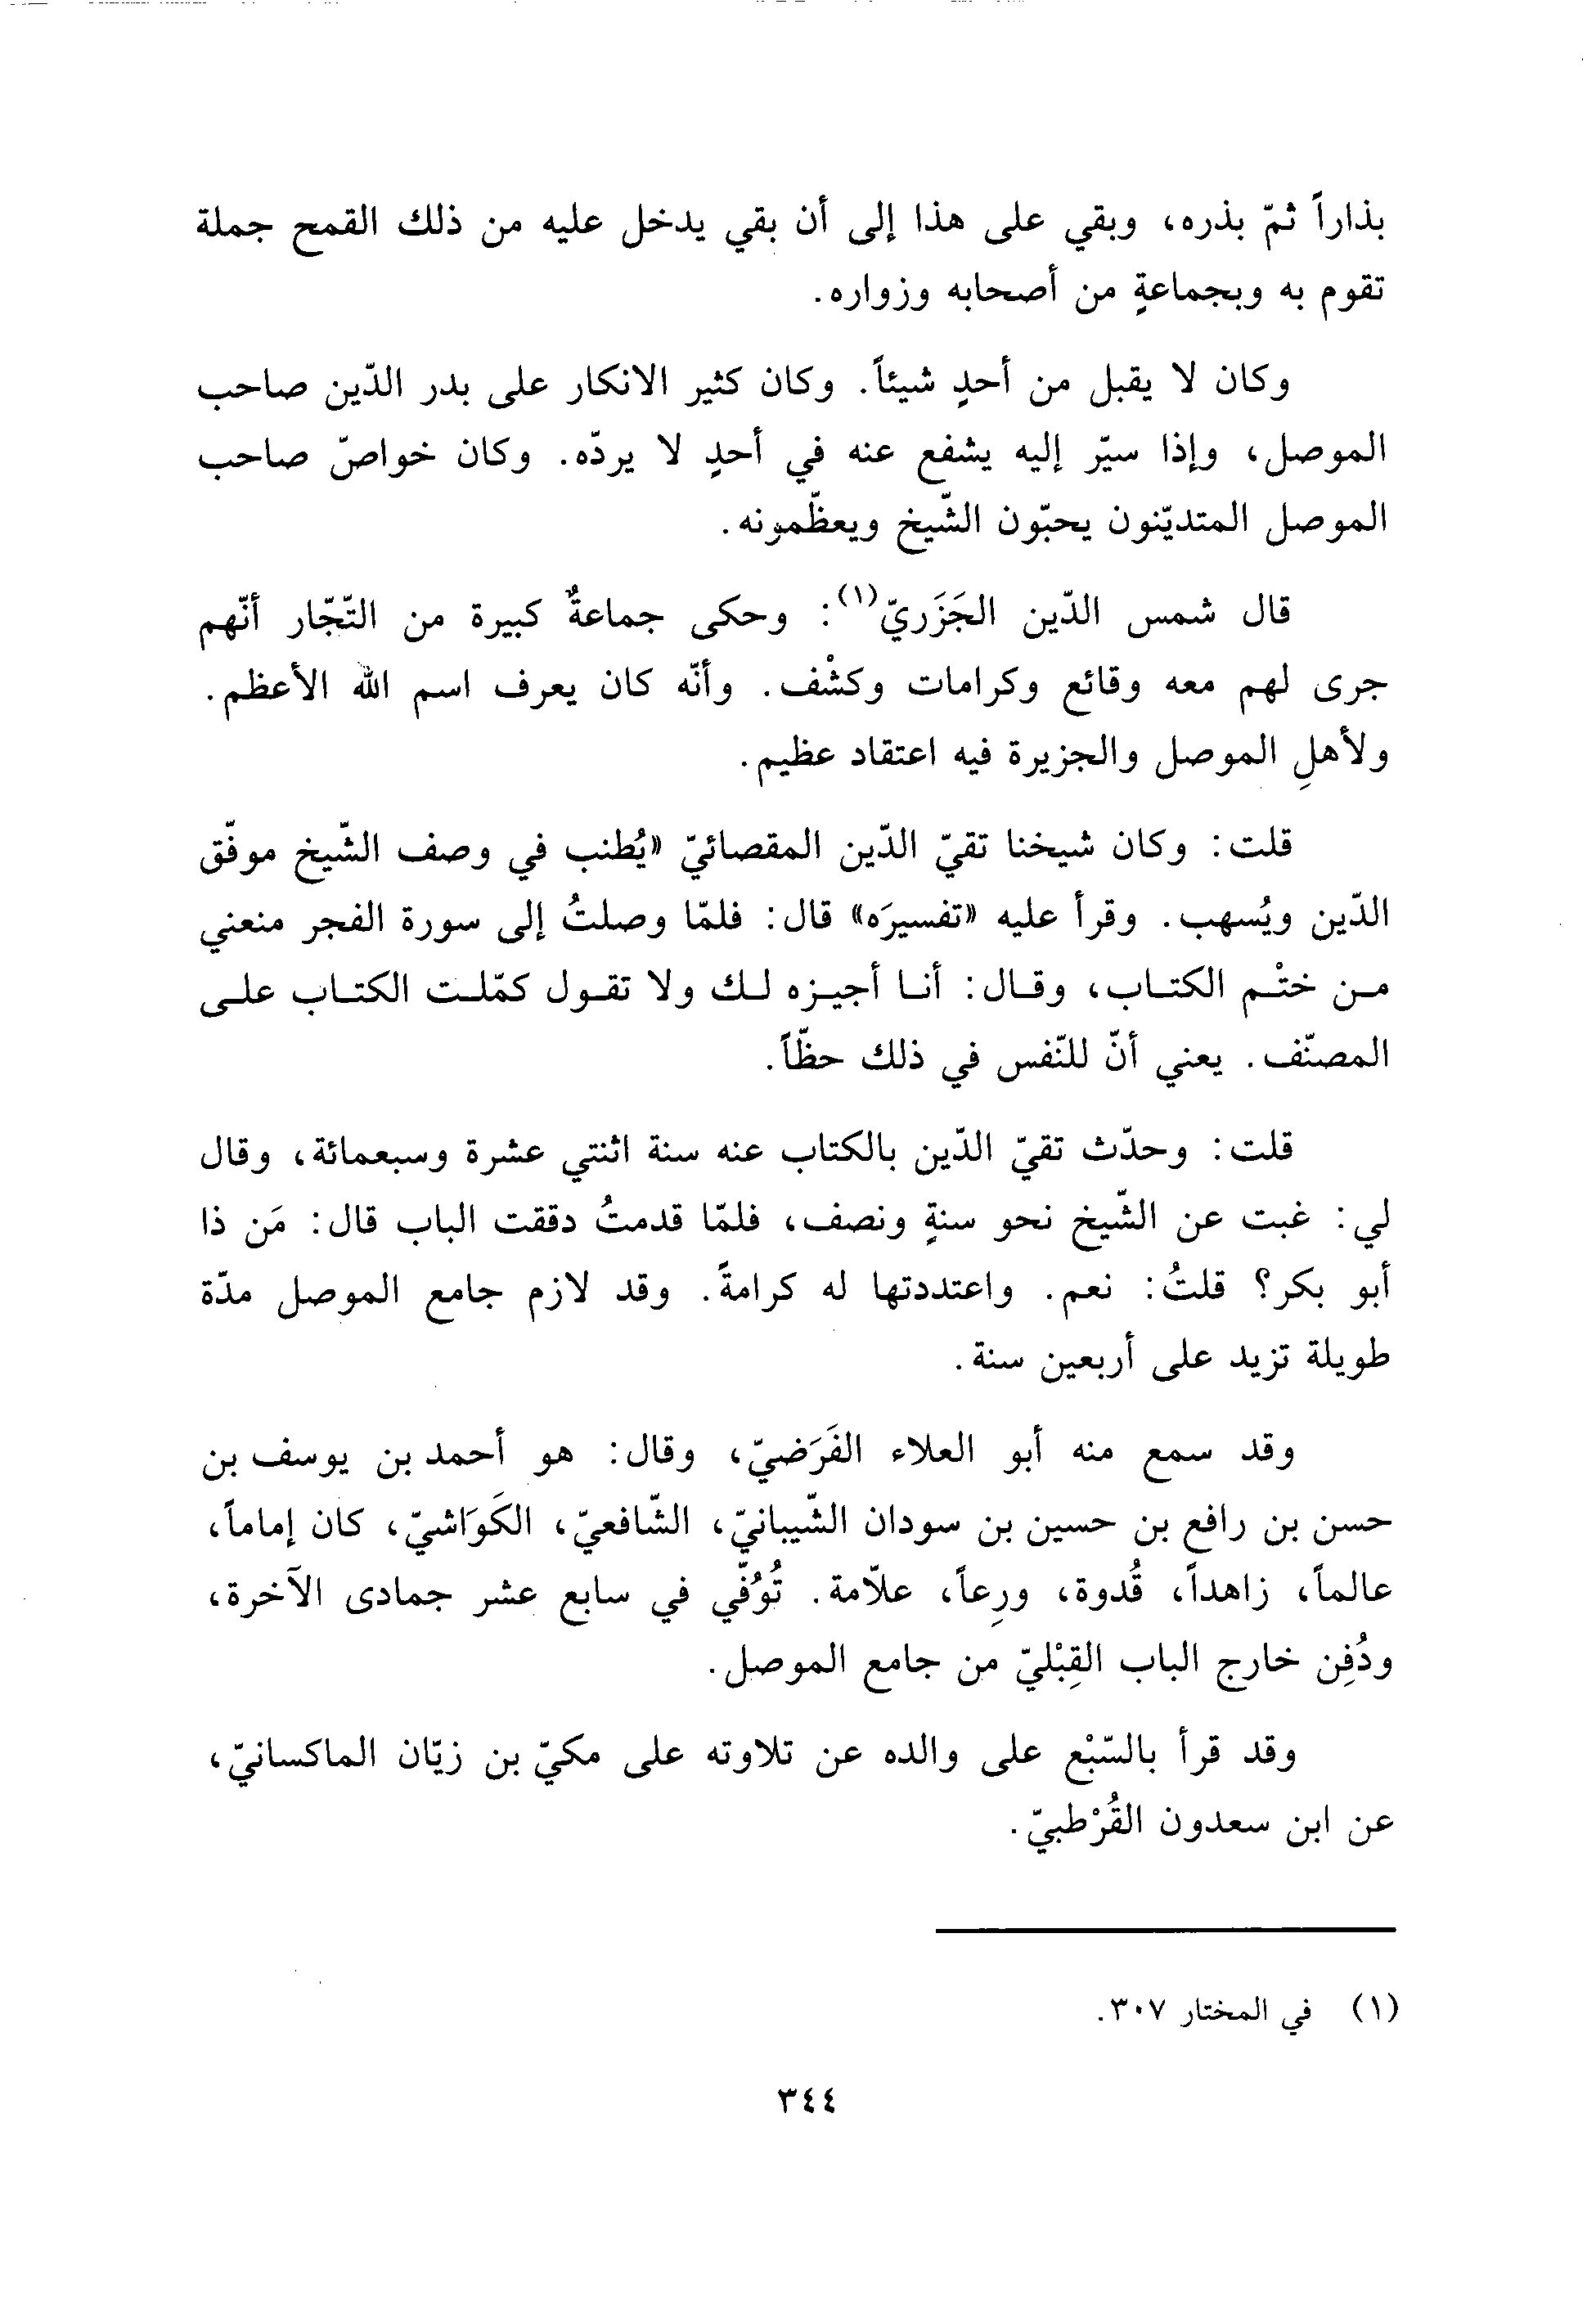 بذاراً ثمّ بذره، وبقي على هذا إلى أن بقي يدخل عليه من ذلك القمح جملة
تقوم به وبجماعةٍ من أصحابه وزواره.
وكان لا يقبل من أحدٍ شيئاً. وكان كثير الانكار على بدر الدّين صاحب
الموصل، وإذا سيّر إليه يشفع عنه في أحدٍ لا يردّه. وكان خواصّ صاحب
الموصل المتديّنون يحبّون الشّيخ ويعظّمونه.
قال شمس الدّين الجَزَريّ(١): وحكى جماعةٌ كبيرة من التّجّار أنّهم
جرى لهم معه وقائع وكرامات وكشْف. وأنّه كان يعرف اسم الله الأعظم.
ولأهلِ الموصل والجزيرة فيه اعتقاد عظيم.
قلت: وكان شيخنا تقيّ الدّين المقصائيّ «يُطنب في وصف الشّيخ موفّق
الدّين ويُسهب. وقرأ عليه «تفسيرَه» قال: فلمّا وصلتُ إلى سورة الفجر منعني
من ختْم الكتاب، وقال: أنا أجيزه لك ولا تقول كمّلت الكتاب على
المصنّف. يعني أنّ للنّفس في ذلك حظّاً.
قلت: وحدّث تقيّ الدّين بالكتاب عنه سنة اثنتي عشرة وسبعمائة، وقال
لي: غبت عن الشّيخ نحو سنةٍ ونصف، فلمّا قدمتُ دققت الباب قال: مَن ذا
أبو بكر؟ قلتُ: نعم. واعتددتها له كرامةً. وقد لازم جامع الموصل مدّة
طويلة تزيد على أربعين سنة.
وقد سمع منه أبو العلاء الفَرَضيّ، وقال: هو أحمد بن يوسف بن
حسن بن رافع بن حسين بن سودان الشّيبانيّ، الشّافعيّ، الكَوَاشيّ، كان إماماً،
عالماً، زاهداً، قُدوة، ورِعاً، علاّمة. تُوُفّي في سابع عشر جمادى الآخرة،
ودُفِن خارج الباب القِبْليّ من جامع الموصل.
وقد قرأ بالسّبْع على والده عن تلاوته على مكيّ بن زيّان الماكسانيّ،
عن ابن سعدون القُرْطبيّ.
(١) في المختار ٣٠٧.
٣٤٤